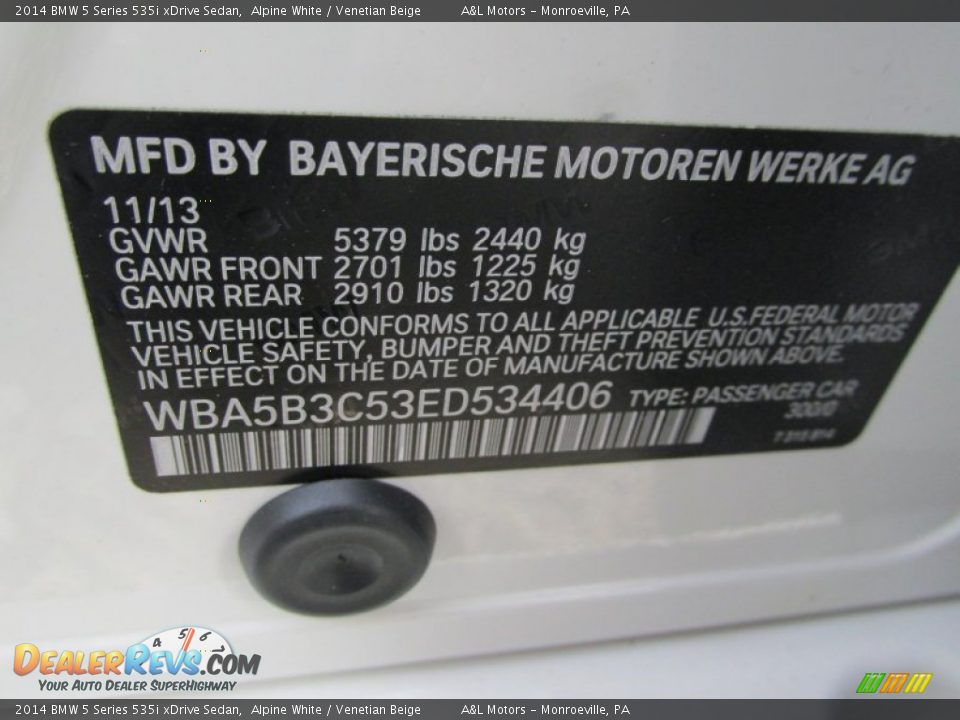 2014 BMW 5 Series 535i xDrive Sedan, Alpine White / Venetian Beige A&L Motors - Monroeville, PA
MFD BY BAYERISCHE MOTOREN WERKE AG
11/13
GVWR 5379 lbs 2440 kg
GAWR FRONT 2701 lbs 1225 kg
GAWR REAR 2910 lbs 1320 kg
THIS VEHICLE CONFORMS TO ALL APPLICABLE U.S.FEDERAL MOTOR
VEHICLE SAFETY, BUMPER AND THEFT PREVENTION STANDARDS
IN EFFECT ON THE DATE OF MANUFACTURE SHOWN ABOVE.
WBA5B3C53ED534406 TYPE: PASSENGER CAR
300/0
4 5 6
DEALERREVS.COM
YOUR AUTO DEALER SUPERHIGHWAY
2014 BMW 5 Series 535i xDrive Sedan, Alpine White / Venetian Beige A&L Motors - Monroeville, PA